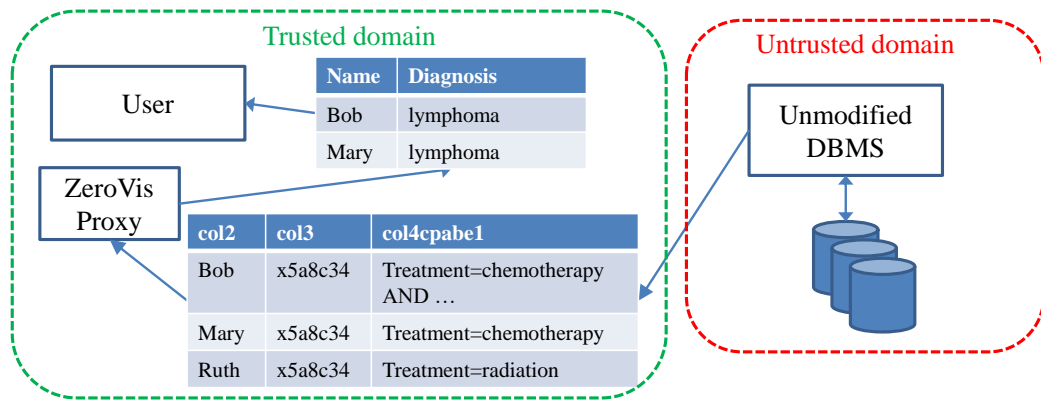 Trusted domain
Untrusted domain
User
Name Diagnosis
Bob lymphoma
Mary lymphoma
Unmodified
DBMS
ZeroVis
Proxy
col2 col3 col4cpabe1
Bob x5a8c34 Treatment=chemotherapy
AND …
Mary x5a8c34 Treatment=chemotherapy
Ruth x5a8c34 Treatment=radiation